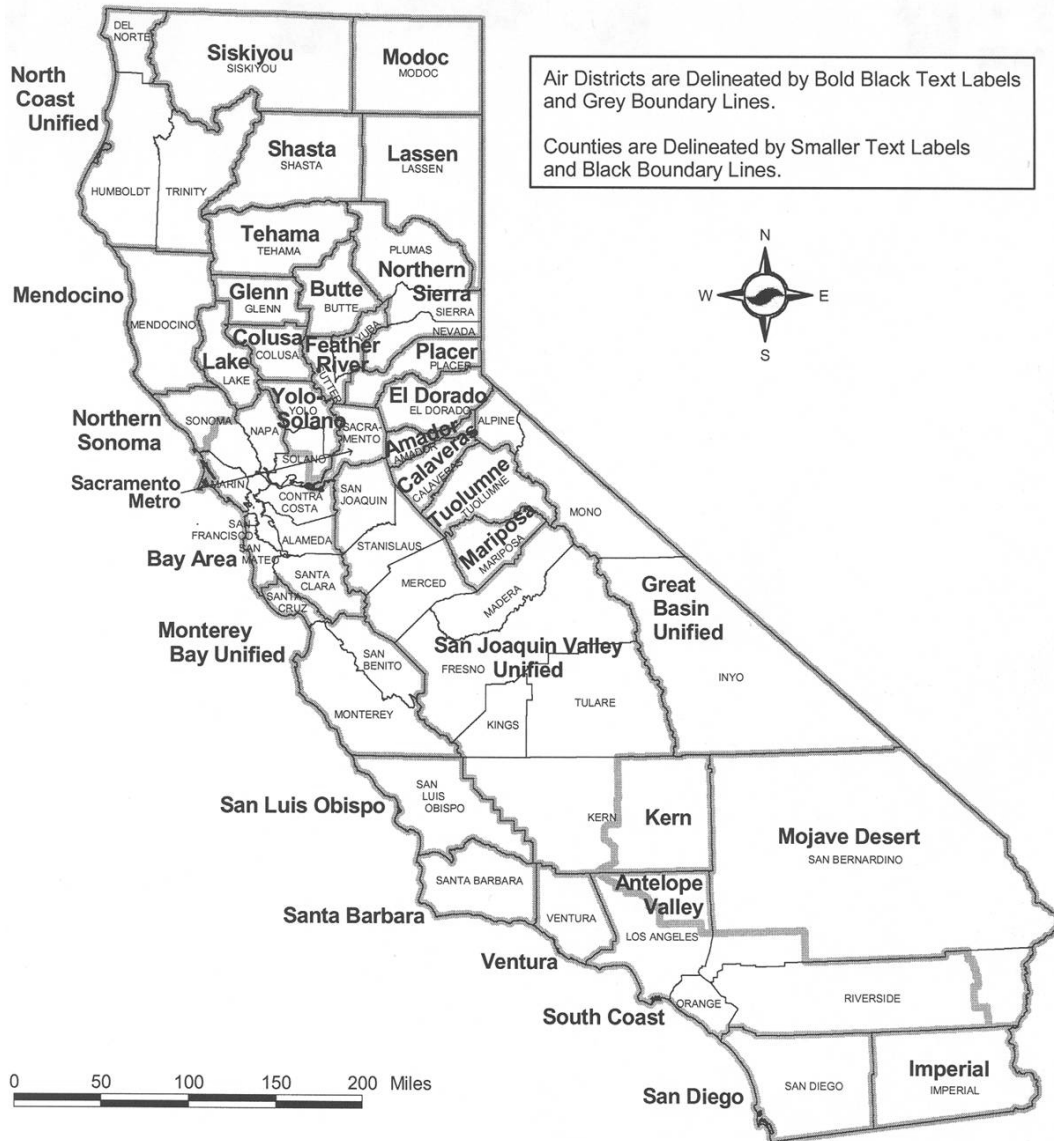 DEL
NORTE
Siskiyou
SISKIYOU
Modoc
MODOC
Air Districts are Delineated by Bold Black Text Labels
and Grey Boundary Lines.
Counties are Delineated by Smaller Text Labels
and Black Boundary Lines.
North
Coast
Unified
Shasta
SHASTA
Lassen
LASSEN
HUMBOLDT
TRINITY
Tehama
TEHAMA
PLUMAS
Northern
Sierra
SIERRA
N
W
E
S
Mendocino
MENDOCINO
Glenn
GLENN
Butte
BUTTE
YUBA
NEVADA
Colusa
COLUSA
Feather
River
SUTTER
Placer
PLACER
Lake
LAKE
Yolo-
YOLO
Solano
SOLANO
El Dorado
EL DORADO
Northern
Sonoma
SONOMA
NAPA
SACRA-
MENTO
Amador
AMADOR
ALPINE
Calaveras
CALAVERAS
Sacramento
Metro
MARIN
CONTRA
COSTA
SAN
JOAQUIN
Tuolumne
TUOLUMNE
MONO
SAN
FRANCISCO
ALAMEDA
STANISLAUS
Mariposa
MARIPOSA
Bay Area
SAN
MATEO
SANTA
CLARA
MERCED
MADERA
Great
Basin
Unified
SANTA
CRUZ
Monterey
Bay Unified
SAN
BENITO
San Joaquin Valley
Unified
FRESNO
INYO
MONTEREY
KINGS
TULARE
San Luis Obispo
SAN
LUIS
OBISPO
KERN
Kern
Mojave Desert
SAN BERNARDINO
Santa Barbara
SANTA BARBARA
Ventura
VENTURA
Antelope
Valley
LOS ANGELES
South Coast
ORANGE
RIVERSIDE
San Diego
SAN DIEGO
Imperial
IMPERIAL
0 50 100 150 200 Miles